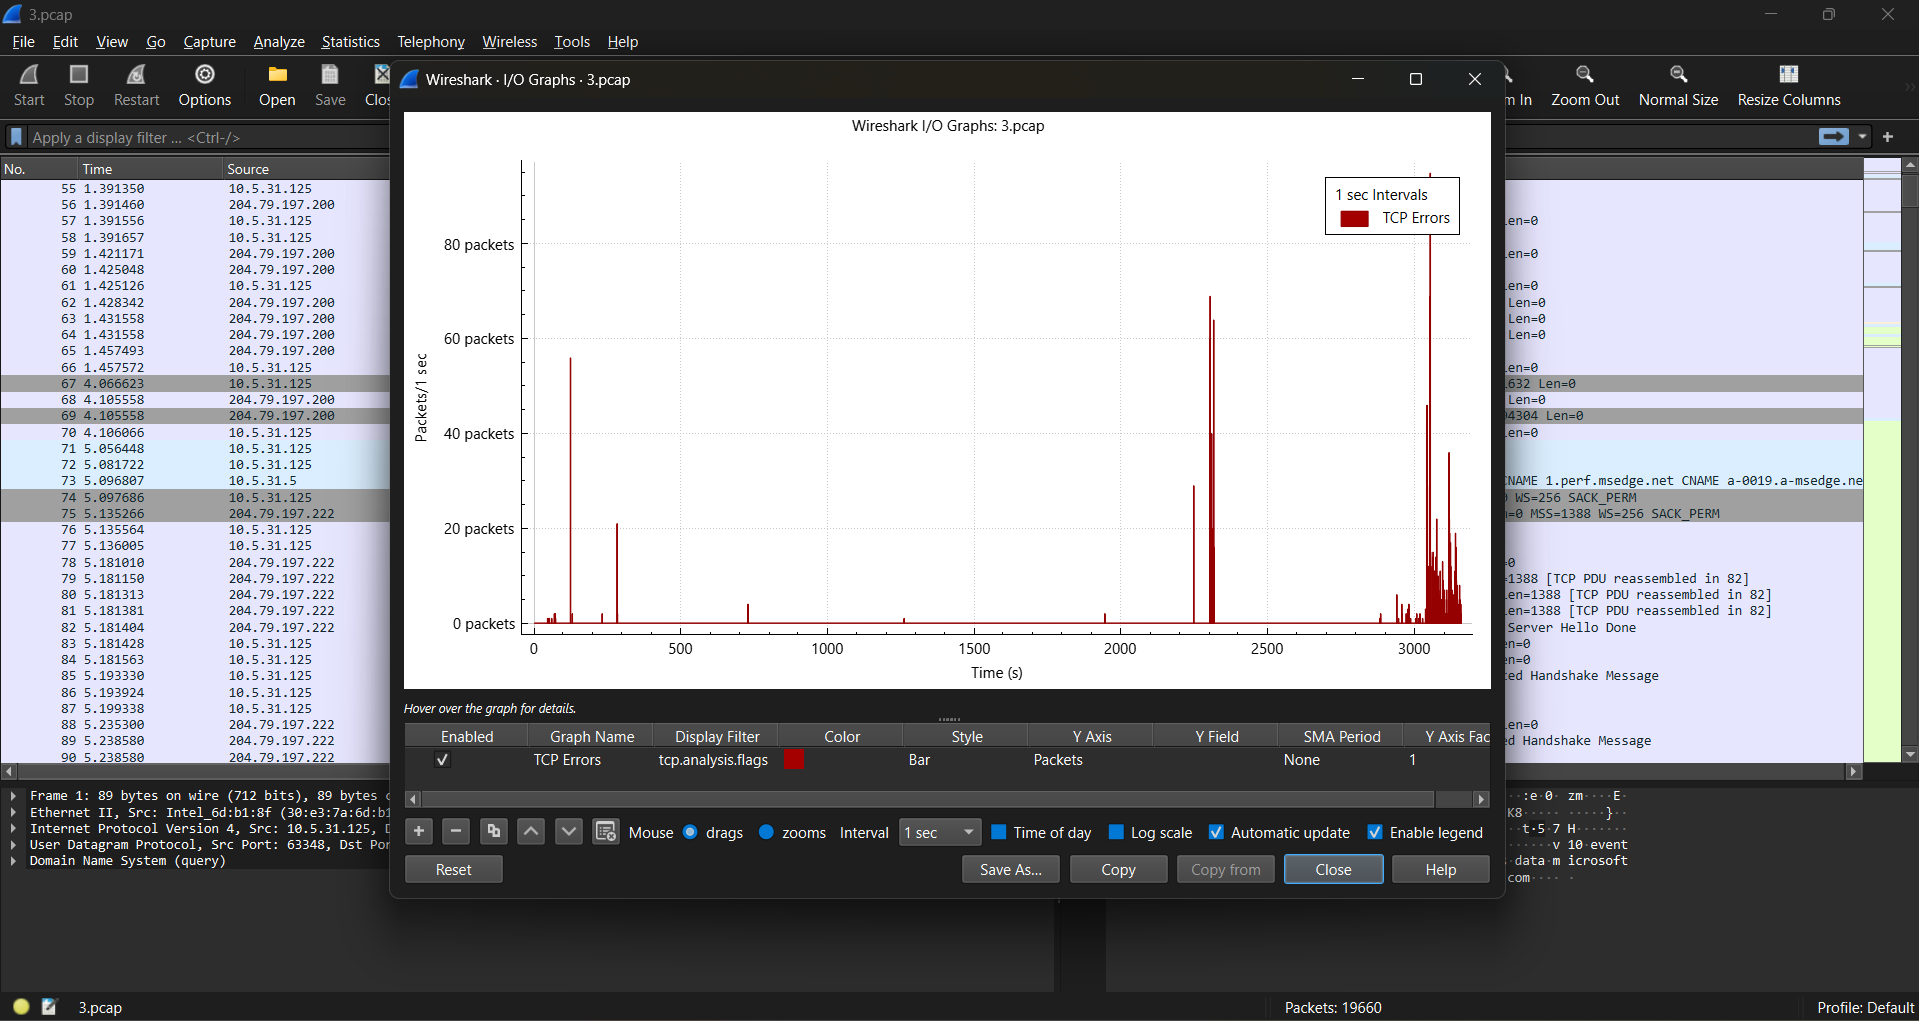 3.pcap
File Edit View Go Capture Analyze Statistics Telephony Wireless Tools Help
Start Stop Restart Options Open Save
Zoom Out Normal Size Resize Columns
Apply a display filter ... <Ctrl-/>
No. Time Source
55 1.391350 10.5.31.125
56 1.391460 204.79.197.200
57 1.391556 10.5.31.125
58 1.391657 10.5.31.125
59 1.421171 204.79.197.200
60 1.425048 204.79.197.200
61 1.425126 10.5.31.125
62 1.428342 204.79.197.200
63 1.431558 204.79.197.200
64 1.431558 204.79.197.200
65 1.457493 204.79.197.200
66 1.457572 10.5.31.125
67 4.066623 10.5.31.125
68 4.105558 204.79.197.200
69 4.105558 204.79.197.200
70 4.106066 10.5.31.125
71 5.056448 10.5.31.125
72 5.081722 10.5.31.125
73 5.096807 10.5.31.5
74 5.097686 10.5.31.125
75 5.135266 204.79.197.222
76 5.135564 10.5.31.125
77 5.136005 10.5.31.125
78 5.181010 204.79.197.222
79 5.181150 204.79.197.222
80 5.181313 204.79.197.222
81 5.181381 204.79.197.222
82 5.181404 204.79.197.222
83 5.181428 10.5.31.125
84 5.181563 10.5.31.125
85 5.193330 10.5.31.125
86 5.193924 10.5.31.125
87 5.199338 10.5.31.125
88 5.235300 204.79.197.222
89 5.238580 204.79.197.222
90 5.238580 204.79.197.222
Len=0
Len=0
Len=0
632 Len=0
Len=0
4304 Len=0
CNAME 1.perf.msedge.net CNAME a-0019.a-msedge.ne
WS=256 SACK_PERM
=0 MSS=1388 WS=256 SACK_PERM
=1388 [TCP PDU reassembled in 82]
en=1388 [TCP PDU reassembled in 82]
en=1388 [TCP PDU reassembled in 82]
Server Hello Done
ted Handshake Message
ed Handshake Message
Wireshark · I/O Graphs · 3.pcap
Wireshark I/O Graphs: 3.pcap
1 sec Intervals
TCP Errors
80 packets
60 packets
40 packets
20 packets
0 packets
Packets/1 sec
0 500 1000 1500 2000 2500 3000
Time (s)
Hover over the graph for details.
Enabled Graph Name Display Filter Color Style Y Axis Y Field SMA Period Y Axis Fac
TCP Errors tcp.analysis.flags Bar Packets None 1
Mouse drags zooms Interval 1 sec Time of day Log scale Automatic update Enable legend
Reset Save As... Copy Copy from Close Help
Frame 1: 89 bytes on wire (712 bits), 89 bytes
Ethernet II, Src: Intel_6d:b1:8f (30:e3:7a:6d:b1
Internet Protocol Version 4, Src: 10.5.31.125,
User Datagram Protocol, Src Port: 63348, Dst Por
Domain Name System (query)
··:e·0· zm····E·
K8··· ·····}··
··t·5·7 H·······
······v 10·event
·data·m icrosoft
com···· ·
3.pcap
Packets: 19660
Profile: Default